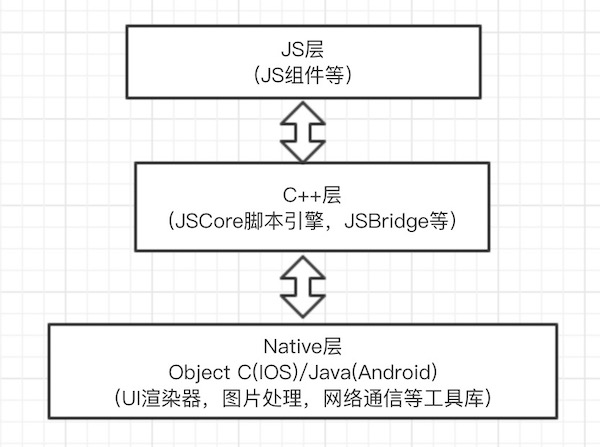 JS层
（JS组件等）
C++层
（JSCore脚本引擎，JSBridge等）
Native层
Object C(IOS)/Java(Android)
（UI渲染器，图片处理，网络通信等工具库）